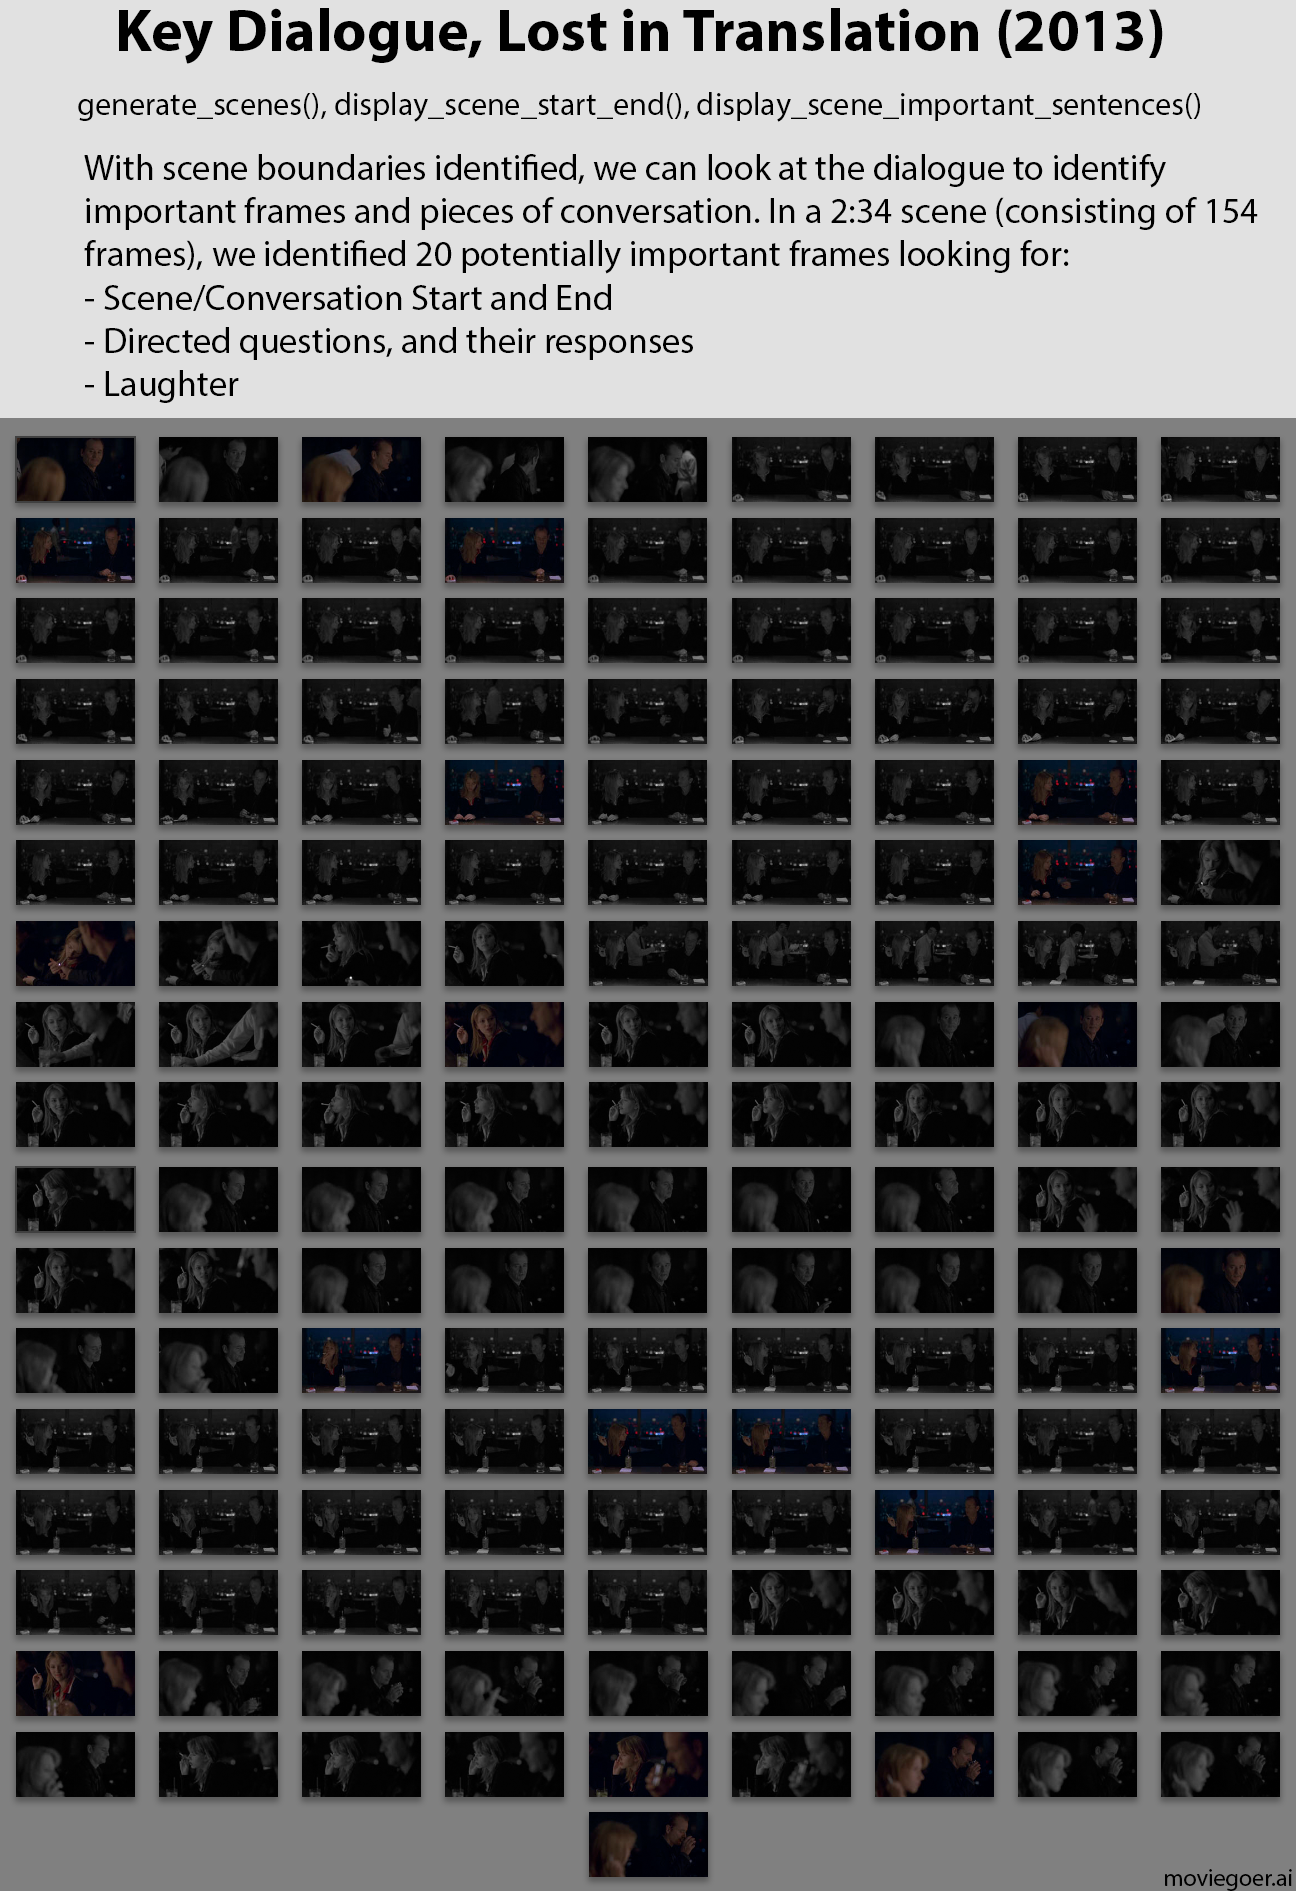 Key Dialogue, Lost in Translation (2013)
generate_scenes(), display_scene_start_end(), display_scene_important_sentences()
With scene boundaries identified, we can look at the dialogue to identify
important frames and pieces of conversation. In a 2:34 scene (consisting of 154
frames), we identified 20 potentially important frames looking for:
- Scene/Conversation Start and End
- Directed questions, and their responses
- Laughter
moviegoer.ai